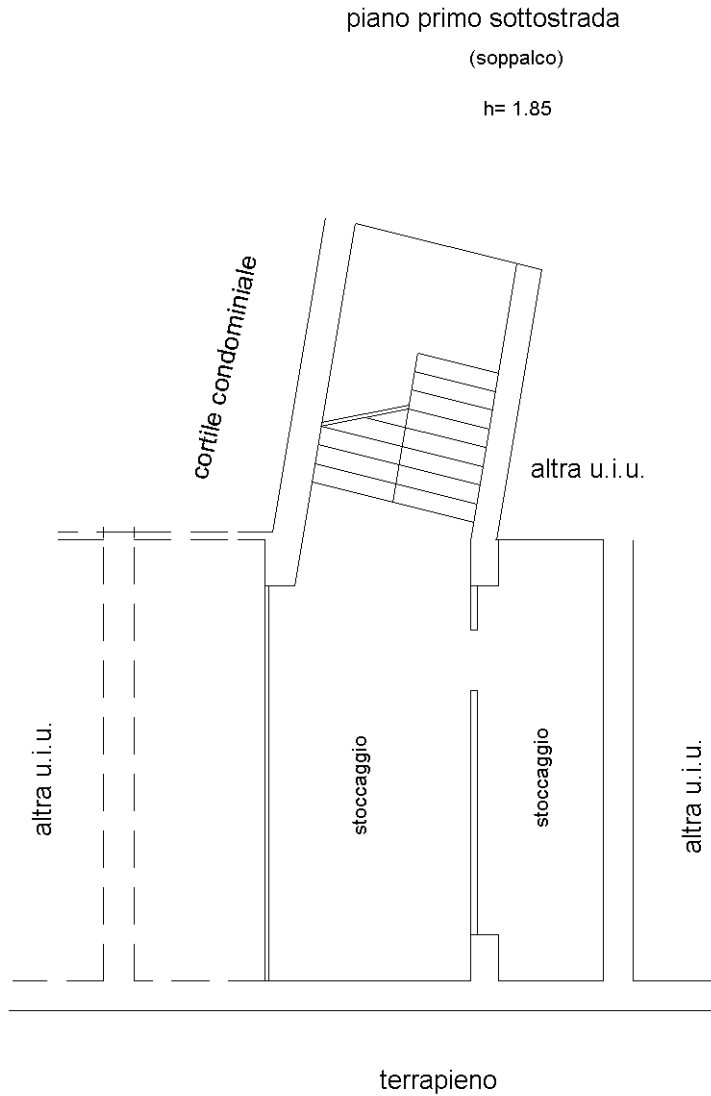 piano primo sottostrada
(soppalco)
h= 1.85
cortile condominiale
altra u.i.u.
altra u.i.u.
stoccaggio
stoccaggio
altra u.i.u.
terrapieno